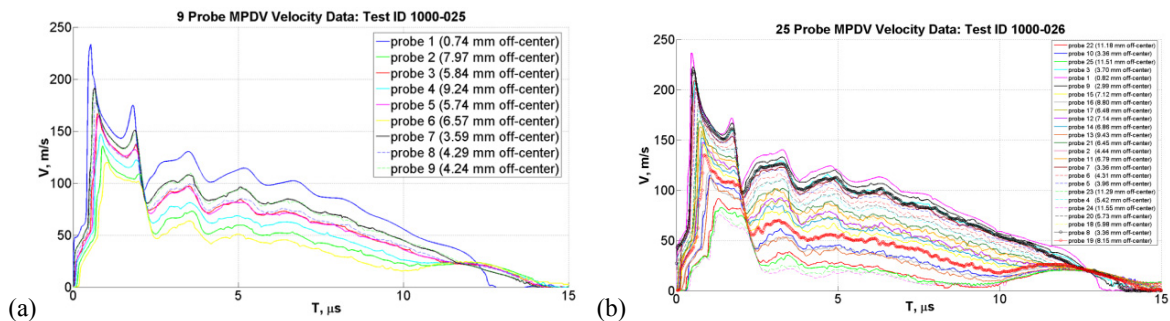 9 Probe MPDV Velocity Data: Test ID 1000-025
V, m/s
250
200
150
100
50
0
0
5
10
15
T, µs
probe 1 (0.74 mm off-center)
probe 2 (7.97 mm off-center)
probe 3 (5.84 mm off-center)
probe 4 (9.24 mm off-center)
probe 5 (5.74 mm off-center)
probe 6 (6.57 mm off-center)
probe 7 (3.59 mm off-center)
probe 8 (4.29 mm off-center)
probe 9 (4.24 mm off-center)
(a)
25 Probe MPDV Velocity Data: Test ID 1000-026
V, m/s
250
200
150
100
50
0
0
5
10
15
T, µs
probe 22 (11.18 mm off-center)
probe 10 (3.36 mm off-center)
probe 25 (11.51 mm off-center)
probe 3 (3.70 mm off-center)
probe 1 (0.82 mm off-center)
probe 9 (2.99 mm off-center)
probe 15 (7.12 mm off-center)
probe 16 (8.80 mm off-center)
probe 17 (6.48 mm off-center)
probe 12 (7.14 mm off-center)
probe 14 (6.86 mm off-center)
probe 13 (9.43 mm off-center)
probe 21 (6.45 mm off-center)
probe 2 (4.44 mm off-center)
probe 11 (6.79 mm off-center)
probe 7 (3.36 mm off-center)
probe 6 (4.31 mm off-center)
probe 5 (3.96 mm off-center)
probe 23 (11.29 mm off-center)
probe 4 (5.42 mm off-center)
probe 24 (11.55 mm off-center)
probe 20 (5.73 mm off-center)
probe 18 mm off-center)
probe 8 (3.36 mm off-center)
probe 19 (8.15 mm off-center)
(b)